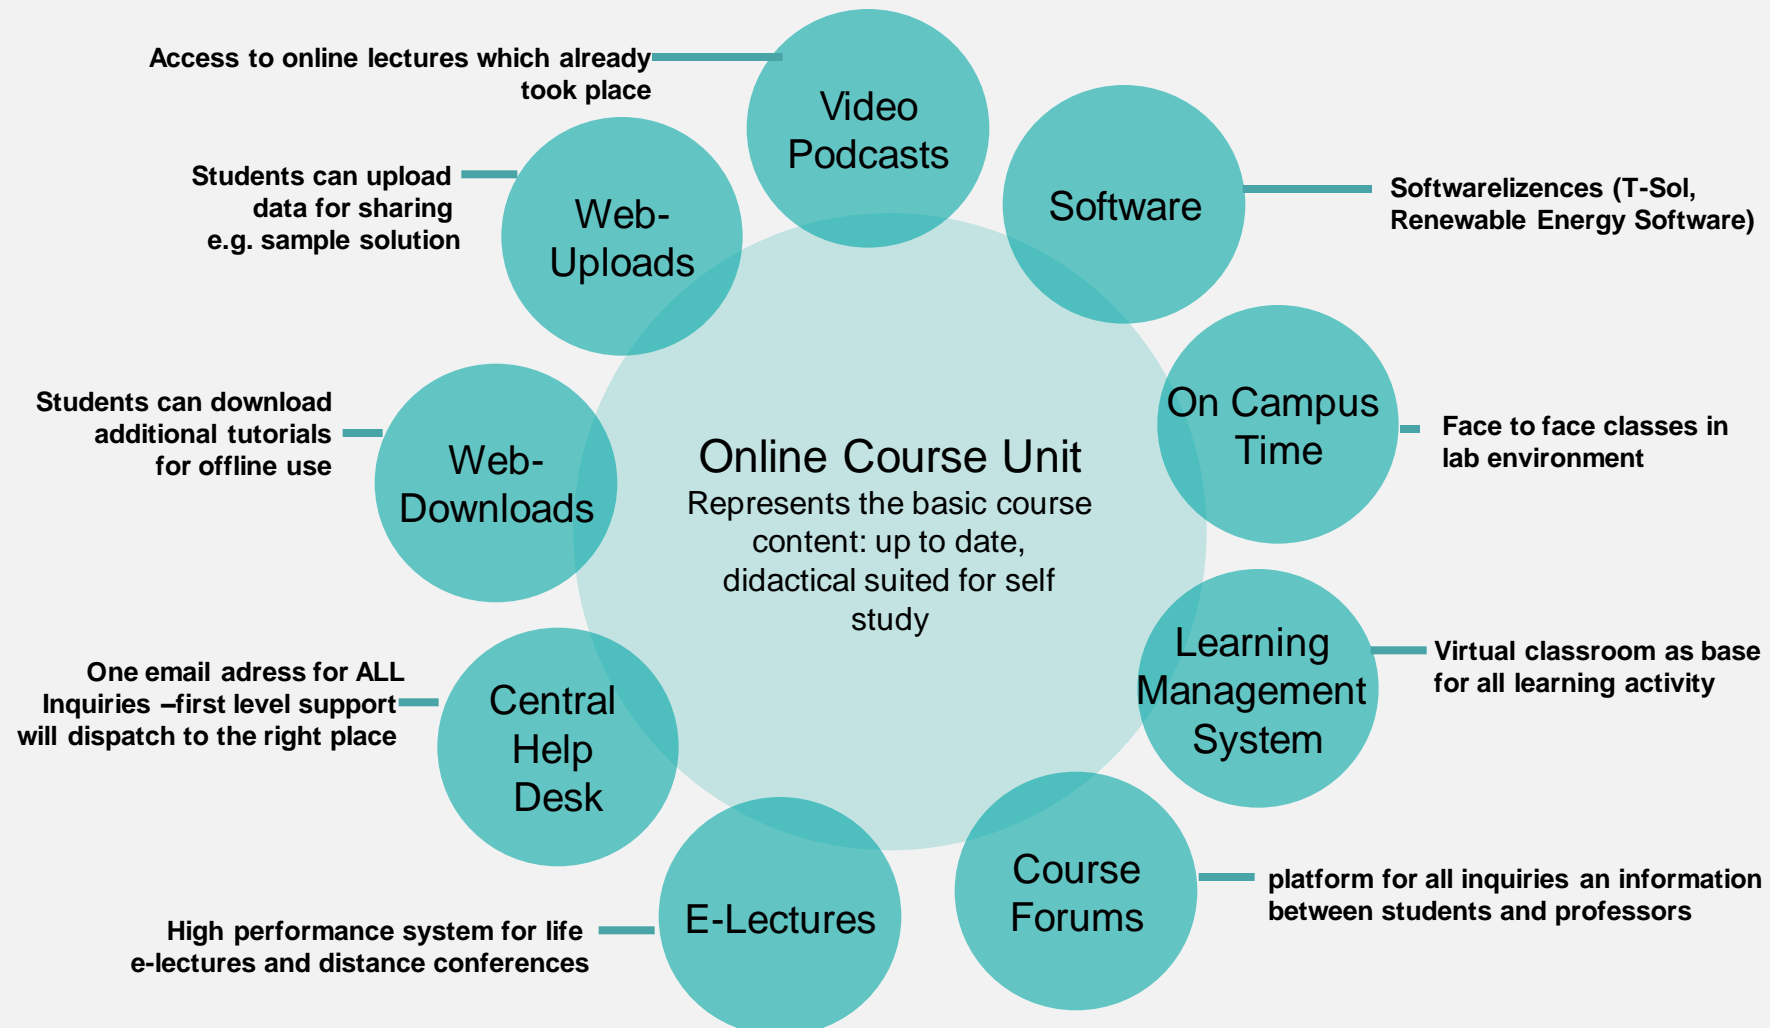 Access to online lectures which already
took place
Video
Podcasts
Students can upload
data for sharing
e.g. sample solution
Web-
Uploads
Software
Softwarelizences (T-Sol,
Renewable Energy Software)
Students can download
additional tutorials
for offline use
Web-
Downloads
Online Course Unit
Represents the basic course
content: up to date,
didactical suited for self
study
On Campus
Time
Face to face classes in
lab environment
One email adress for ALL
Inquiries –first level support
will dispatch to the right place
Central
Help
Desk
Learning
Management
System
Virtual classroom as base
for all learning activity
High performance system for life
e-lectures and distance conferences
E-Lectures
Course
Forums
platform for all inquiries an information
between students and professors